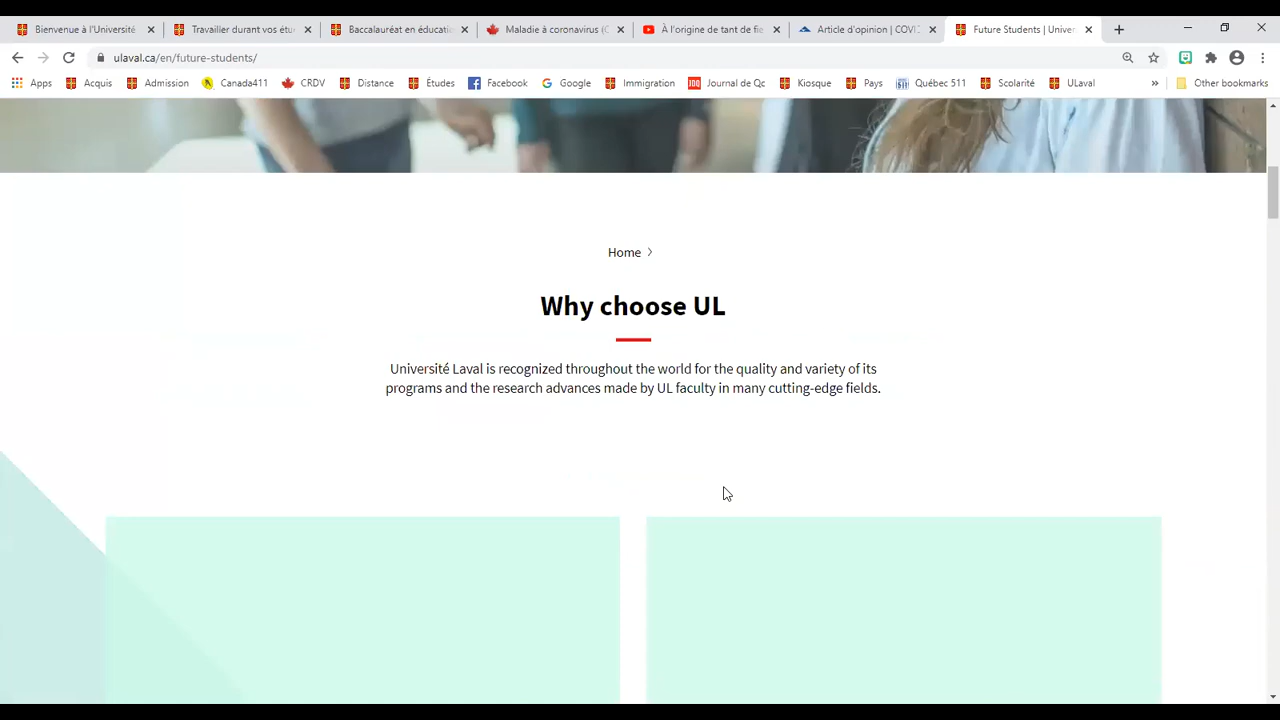 Bienvenue à l'Université
Travailler durant vos étu
Baccalauréat en éducati
Maladie à coronavirus (C
À l'origine de tant de fie
Article d'opinion | COVI
Future Students | Univer
ulaval.ca/en/future-students/
Apps
Acquis
Admission
Canada411
CRDV
Distance
Études
Facebook
Google
Immigration
JDQ
Journal de Qc
Kiosque
Pays
Québec 511
Scolarité
ULaval
»
Other bookmarks
Home >
Why choose UL
Université Laval is recognized throughout the world for the quality and variety of its
programs and the research advances made by UL faculty in many cutting-edge fields.